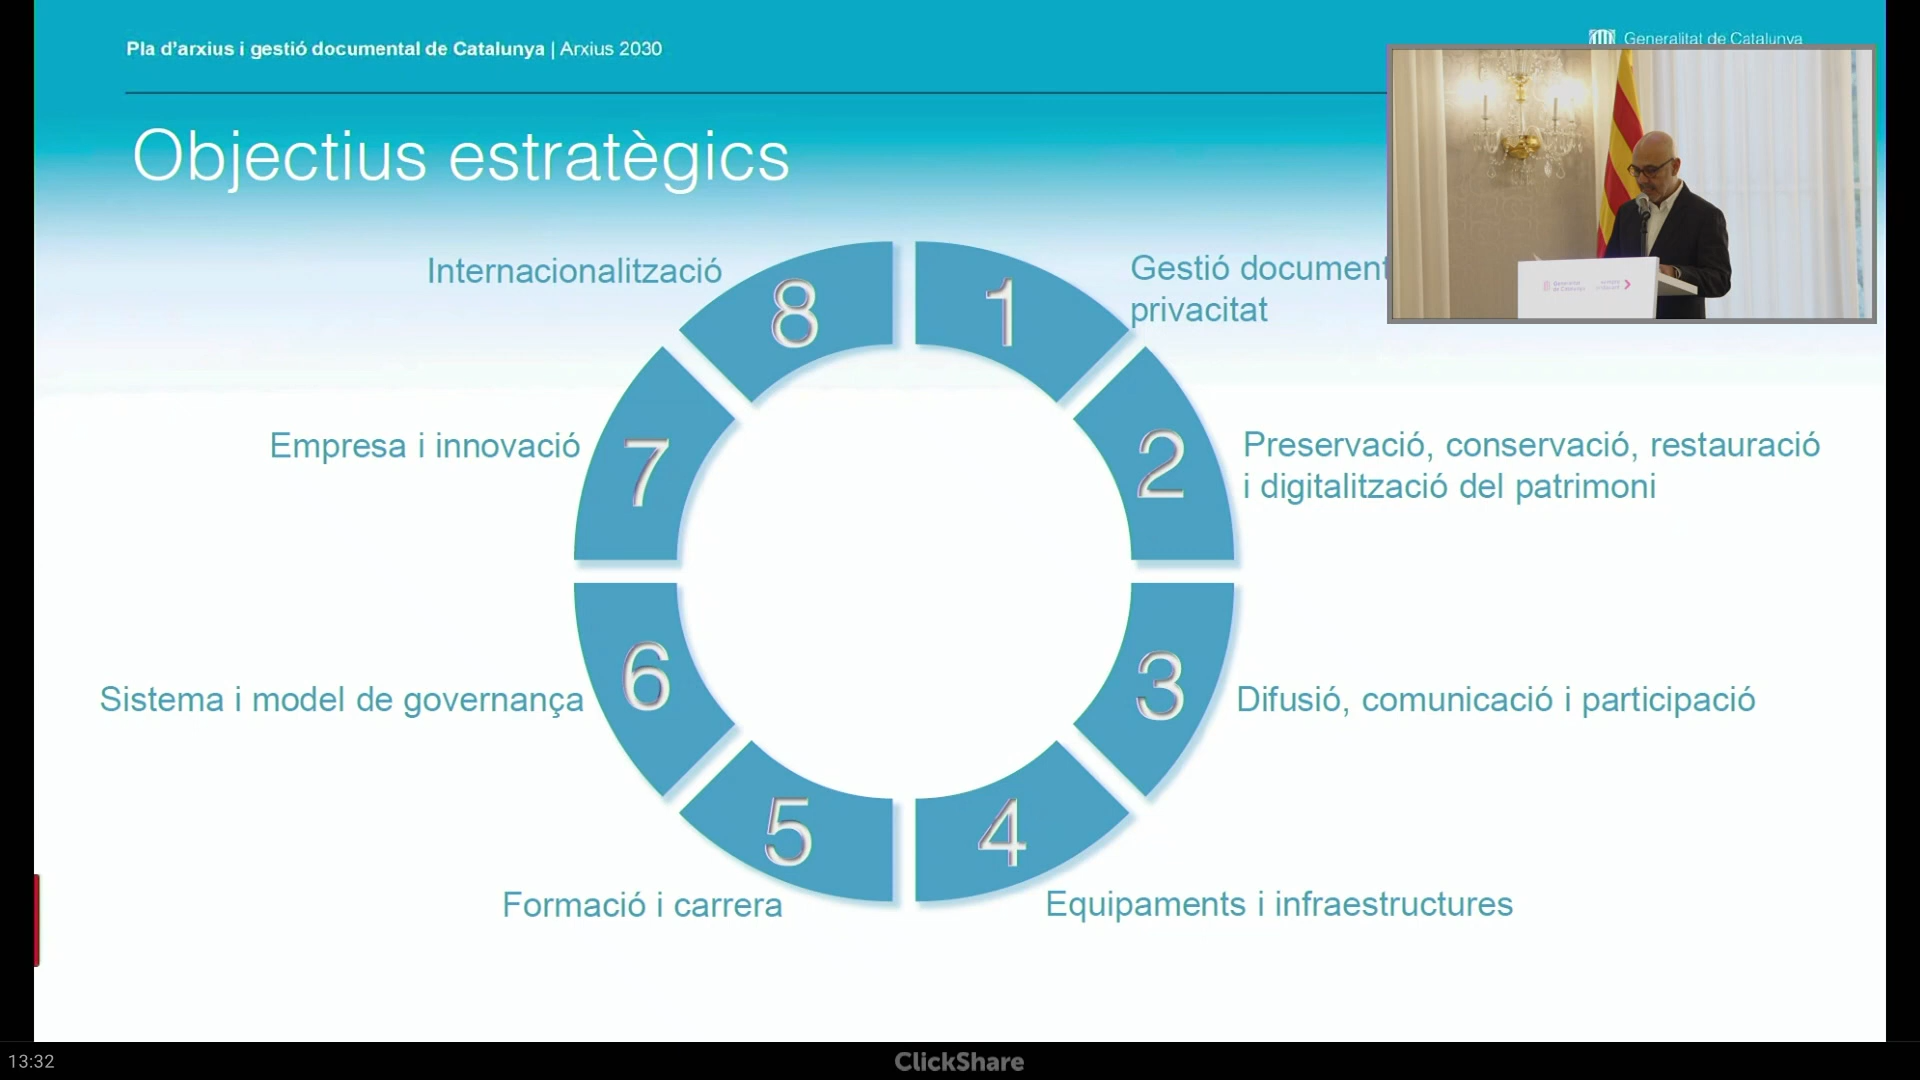 Pla d'arxius i gestió documental de Catalunya | Arxius 2030
Generalitat de Catalunya
Objectius estratègics
Internacionalització
8
1
Gestió
privacitat
Empresa i innovació
7
2
Preservació, conservació, restauració
i digitalització del patrimoni
Sistema i model de governança
6
3
Difusió, comunicació i participació
5
4
Formació i carrera
Equipaments i infraestructures
13:32
ClickShare